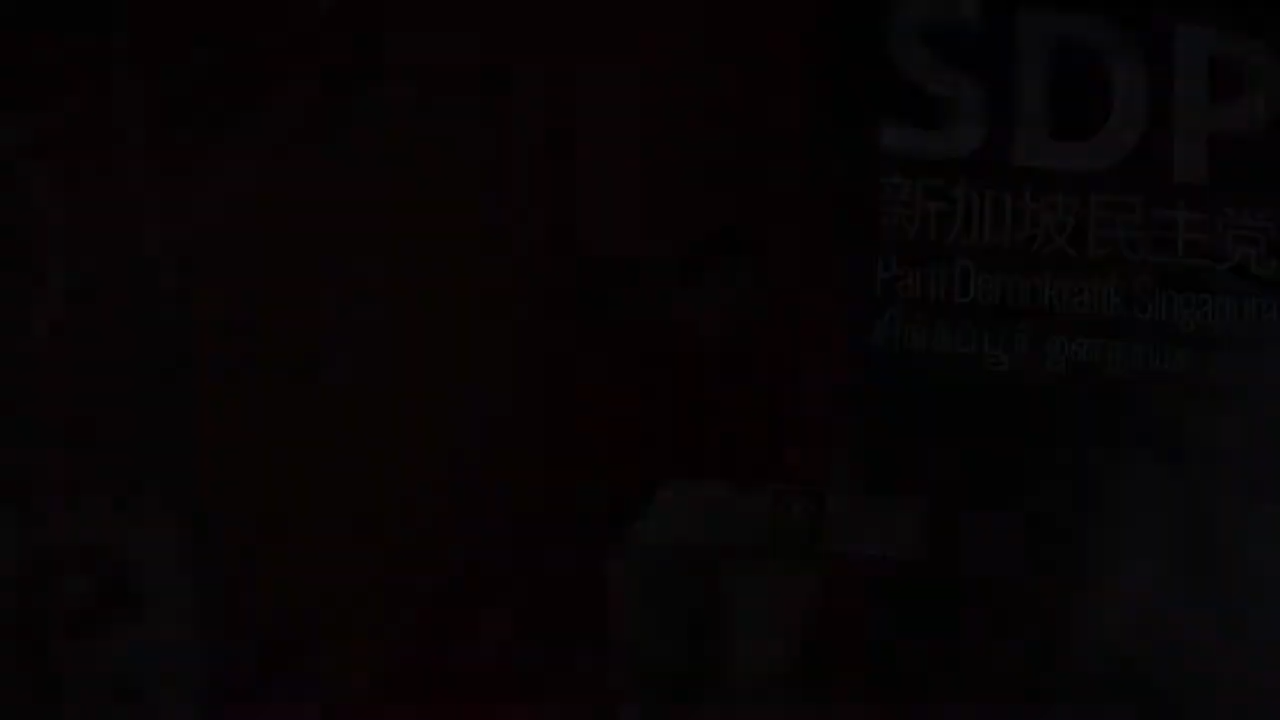 SDP
新加坡民主党
Parti Demokratik Singapura